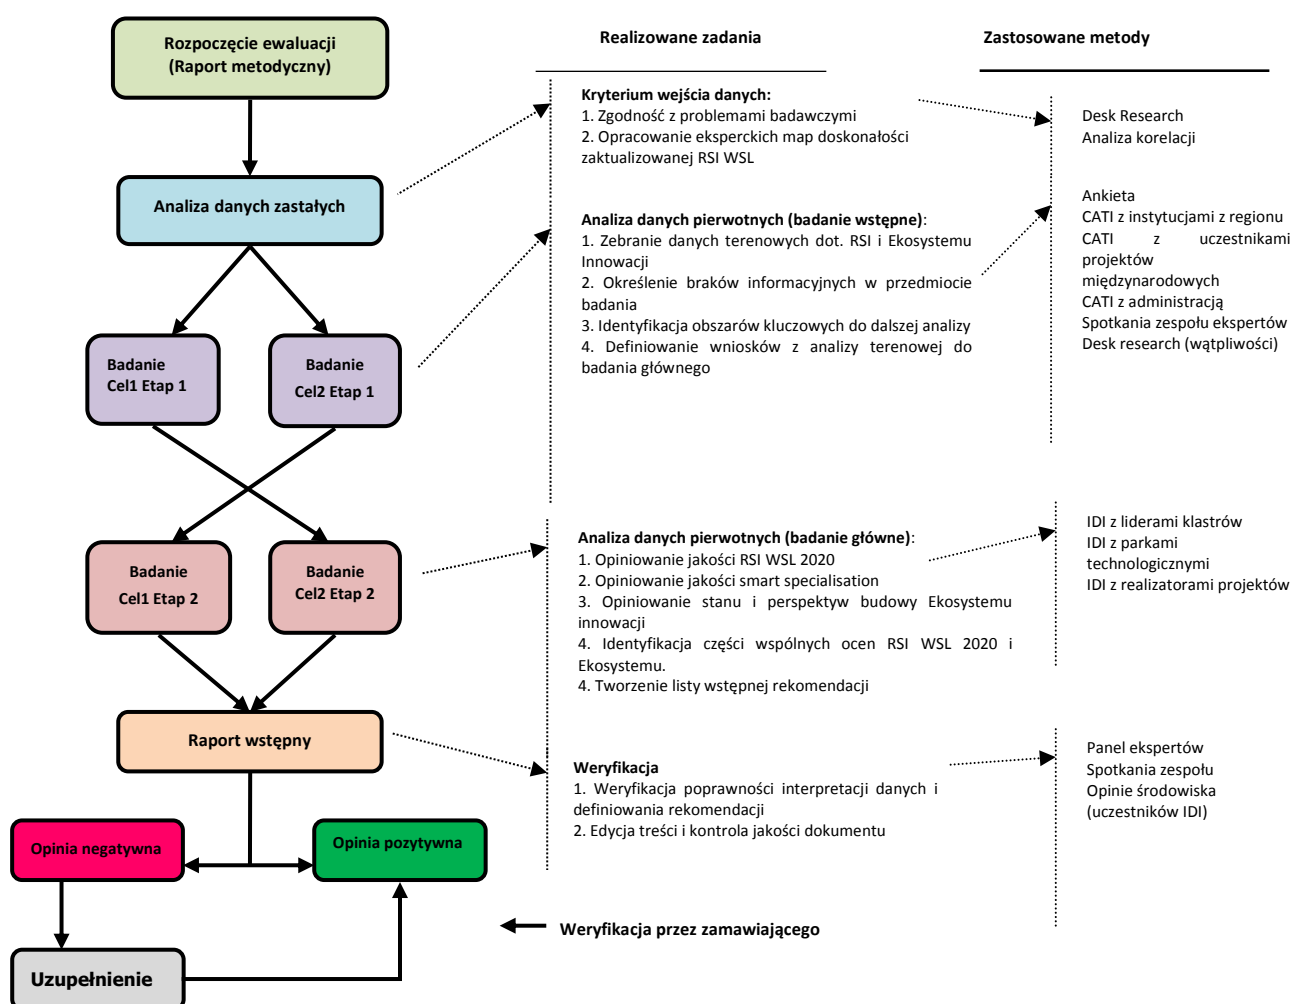 Rozpoczęcie ewaluacji
(Raport metodyczny)
Analiza danych zastałych
Badanie
Cel1 Etap 1
Badanie
Cel2 Etap 1
Badanie
Cel1 Etap 2
Badanie
Cel2 Etap 2
Raport wstępny
Opinia negatywna
Opinia pozytywna
Uzupełnienie
Realizowane zadania
Kryterium wejścia danych:
1. Zgodność z problemami badawczymi
2. Opracowanie eksperckich map doskonałości
zaktualizowanej RSI WSL
Analiza danych pierwotnych (badanie wstępne):
1. Zebranie danych terenowych dot. RSI i Ekosystemu
Innowacji
2. Określenie braków informacyjnych w przedmiocie
badania
3. Identyfikacja obszarów kluczowych do dalszej analizy
4. Definiowanie wniosków z analizy terenowej do
badania głównego
Analiza danych pierwotnych (badanie główne):
1. Opiniowanie jakości RSI WSL 2020
2. Opiniowanie jakości smart specialisation
3. Opiniowanie stanu i perspektyw budowy Ekosystemu
innowacji
4. Identyfikacja części wspólnych ocen RSI WSL 2020 i
Ekosystemu.
4. Tworzenie listy wstępnej rekomendacji
Weryfikacja
1. Weryfikacja poprawności interpretacji danych i
definiowania rekomendacji
2. Edycja treści i kontrola jakości dokumentu
Weryfikacja przez zamawiającego
Zastosowane metody
Desk Research
Analiza korelacji
Ankieta
CATI z instytucjami z regionu
CATI z uczestnikami
projektów
międzynarodowych
CATI z administracją
Spotkania zespołu ekspertów
Desk research (wątpliwości)
IDI z liderami klastrów
IDI z parkami
technologicznymi
IDI z realizatorami projektów
Panel ekspertów
Spotkania zespołu
Opinie środowiska
(uczestników IDI)